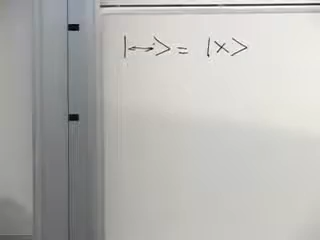 |↔> = |x>